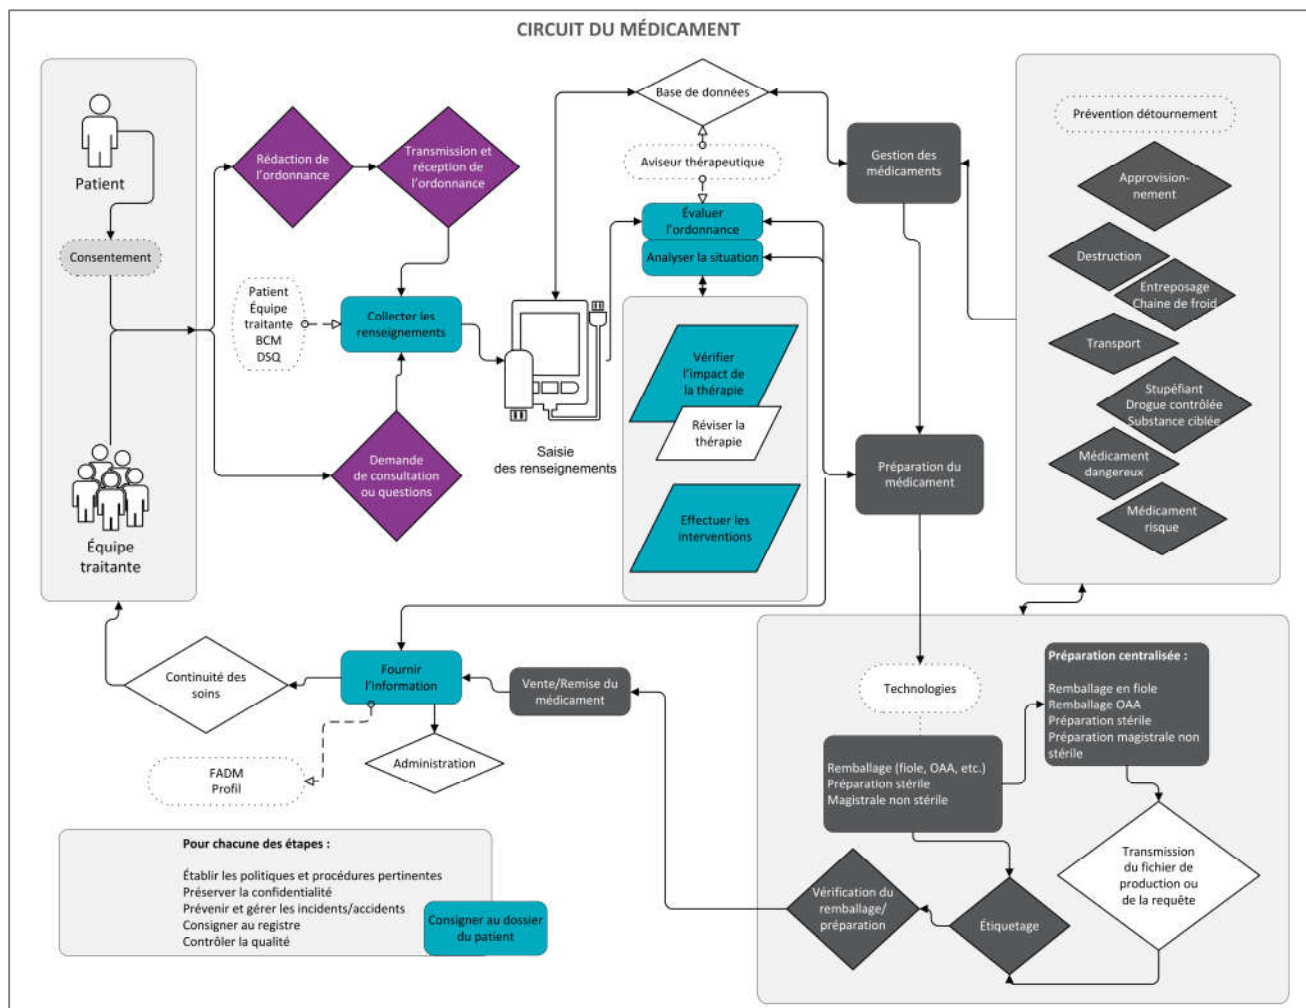 CIRCUIT DU MÉDICAMENT
Patient
Consentement
Équipe
traitante
Rédaction de
l'ordonnance
Transmission et
réception de
l'ordonnance
Patient
Équipe
traitante
BCM
DSQ
Collecter les
renseignements
Demande
de consultation
ou questions
Saisie
des renseignements
Base de données
Aviseur thérapeutique
Évaluer
l'ordonnance
Analyser la situation
Vérifier
l'impact de
la thérapie
Réviser la
thérapie
Effectuer les
interventions
Gestion des
médicaments
Préparation du
médicament
Prévention détournement
Approvision-
nement
Destruction
Entreposage
Chaine de froid
Transport
Stupéfiant
Drogue contrôlée
Substance ciblée
Médicament
dangereux
Médicament
risque
Technologies
Remballage (fiole, OAA, etc.)
Préparation stérile
Magistrale non stérile
Préparation centralisée :
Remballage en fiole
Remballage OAA
Préparation stérile
Préparation magistrale non
stérile
Transmission
du fichier de
production ou
de la requête
Étiquetage
Vérification du
remballage/
préparation
Vente/Remise du
médicament
Fournir
l'information
Continuité des
soins
Administration
FADM
Profil
Pour chacune des étapes :
Établir les politiques et procédures pertinentes
Préserver la confidentialité
Prévenir et gérer les incidents/accidents
Consigner au registre
Contrôler la qualité
Consigner au dossier
du patient